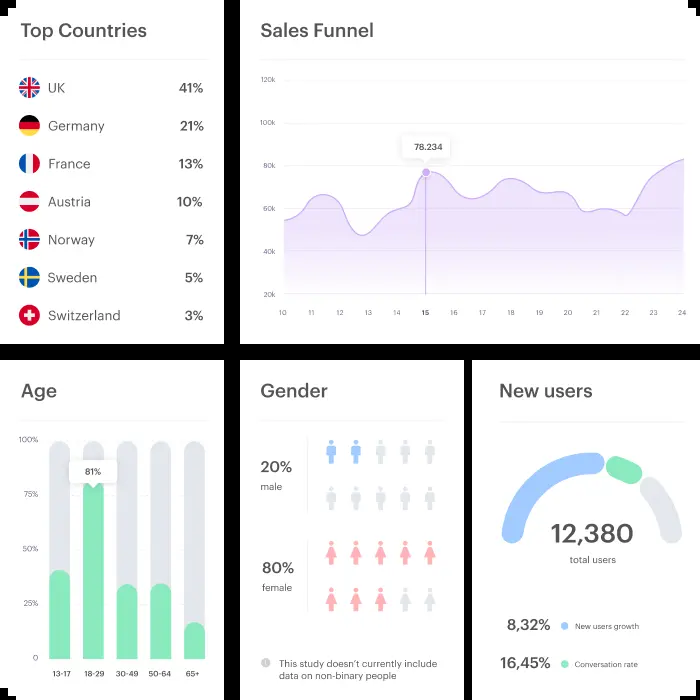 Top Countries
UK 41%
Germany 21%
France 13%
Austria 10%
Norway 7%
Sweden 5%
Switzerland 3%
Sales Funnel
120k
100k
78.234
80k
60k
40k
20k
10 11 12 13 14 15 16 17 18 19 20 21 22 23 24
Age
100%
81%
75%
50%
25%
0
13-17 18-29 30-49 50-64 65+
Gender
20%
male
80%
female
This study doesn't currently include
data on non-binary people
New users
12,380
total users
8,32% New users growth
16,45% Conversation rate